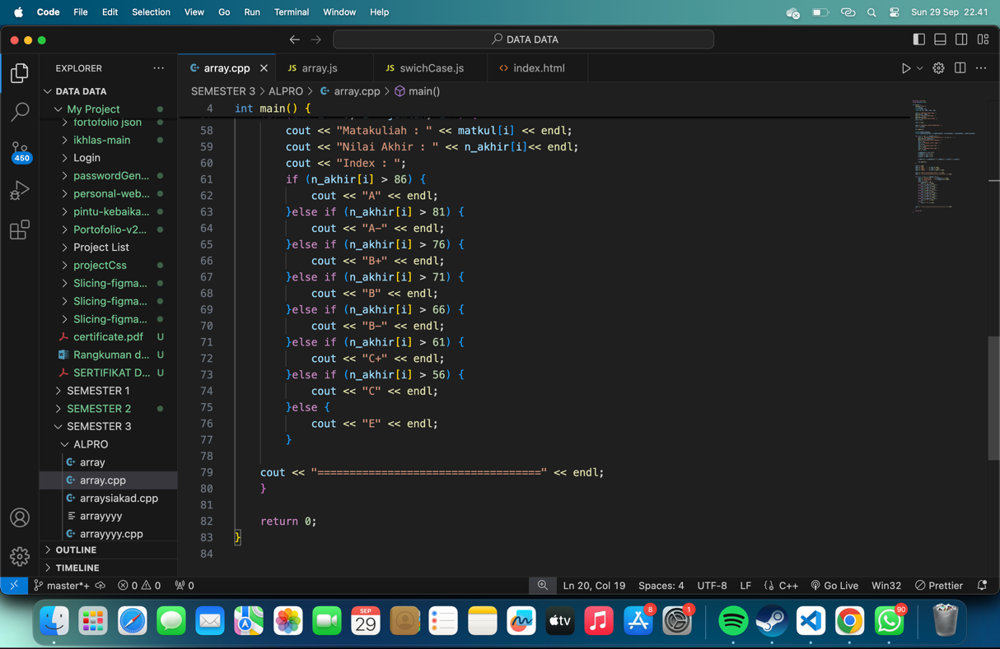 Code File Edit Selection View Go Run Terminal Window Help Sun 29 Sep 22.41
DATA DATA
EXPLORER
array.cpp
JS array.js
JS swichCase.js
<> index.html
DATA DATA
SEMESTER 3 > ALPRO > array.cpp > main()
My Project
fortofolio json
ikhlas-main
Login
passwordGen...
personal-web...
pintu-kebaika...
Portofolio-v2...
Project List
projectCss
Slicing-figma...
Slicing-figma...
Slicing-figma...
certificate.pdf U
Rangkuman d... U
SERTIFIKAT D... U
SEMESTER 1
SEMESTER 2
SEMESTER 3
ALPRO
array
array.cpp
arraysiakad.cpp
arrayyyy
arrayyyy.cpp
OUTLINE
TIMELINE
450
4 int main() {
58 cout << "Matakuliah : " << matkul[i] << endl;
59 cout << "Nilai Akhir : " << n_akhir[i]<< endl;
60 cout << "Index : ";
61 if (n_akhir[i] > 86) {
62 cout << "A" << endl;
63 }else if (n_akhir[i] > 81) {
64 cout << "A-" << endl;
65 }else if (n_akhir[i] > 76) {
66 cout << "B+" << endl;
67 }else if (n_akhir[i] > 71) {
68 cout << "B" << endl;
69 }else if (n_akhir[i] > 66) {
70 cout << "B-" << endl;
71 }else if (n_akhir[i] > 61) {
72 cout << "C+" << endl;
73 }else if (n_akhir[i] > 56) {
74 cout << "C" << endl;
75 }else {
76 cout << "E" << endl;
77 }
78
79 cout << "===================================" << endl;
80 }
81
82 return 0;
83 }
84
master*+ 0 0 0 Ln 20, Col 19 Spaces: 4 UTF-8 LF {} C++ Go Live Win32 Prettier
SEP
29
tv
8
1
90